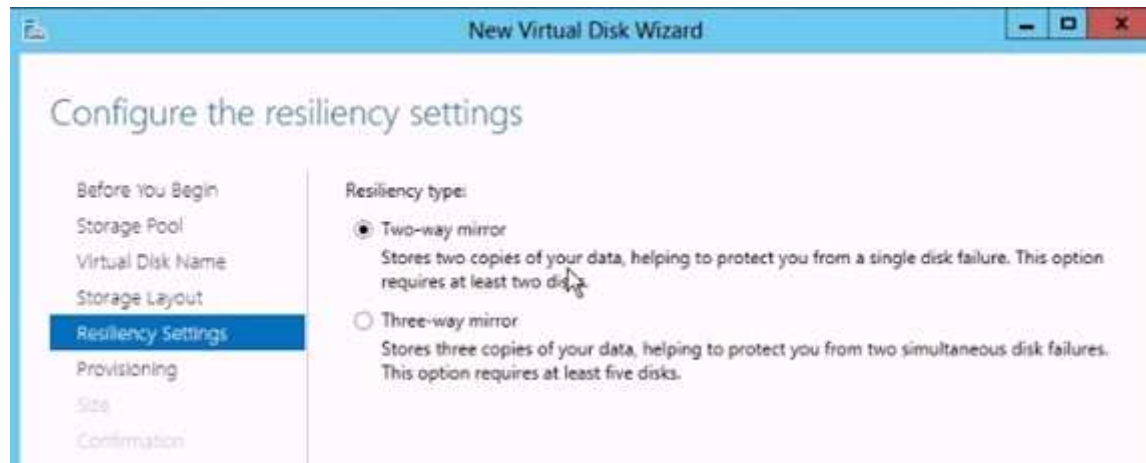 New Virtual Disk Wizard
Configure the resiliency settings
Before You Begin
Storage Pool
Virtual Disk Name
Storage Layout
Resiliency Settings
Provisioning
Size
Confirmation
Resiliency type:
Two-way mirror
Stores two copies of your data, helping to protect you from a single disk failure. This option
requires at least two disks.
Three-way mirror
Stores three copies of your data, helping to protect you from two simultaneous disk failures.
This option requires at least five disks.